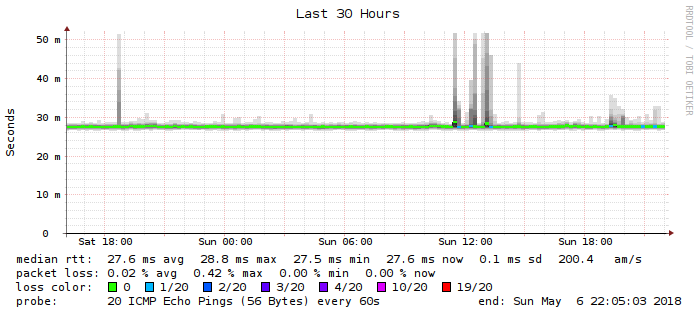 Last 30 Hours
RRDTOOL / TOBI OETIKER
Seconds
50 m
40 m
30 m
20 m
10 m
0
Sat 18:00 Sun 00:00 Sun 06:00 Sun 12:00 Sun 18:00
median rtt: 27.6 ms avg 28.8 ms max 27.5 ms min 27.6 ms now 0.1 ms sd 200.4 am/s
packet loss: 0.02 % avg 0.42 % max 0.00 % min 0.00 % now
loss color: 0 1/20 2/20 3/20 4/20 10/20 19/20
probe: 20 ICMP Echo Pings (56 Bytes) every 60s end: Sun May 6 22:05:03 2018